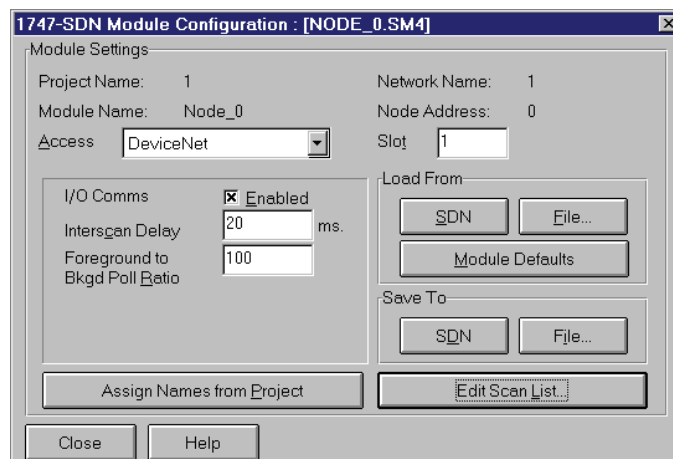 1747-SDN Module Configuration : [NODE_0.SM4]
Module Settings
Project Name: 1
Network Name: 1
Module Name: Node_0
Node Address: 0
Access DeviceNet
Slot 1
I/O Comms Enabled
Interscan Delay 20 ms.
Foreground to
Bkgd Poll Ratio 100
Load From
SDN File...
Module Defaults
Save To
SDN File...
Assign Names from Project
Edit Scan List...
Close Help